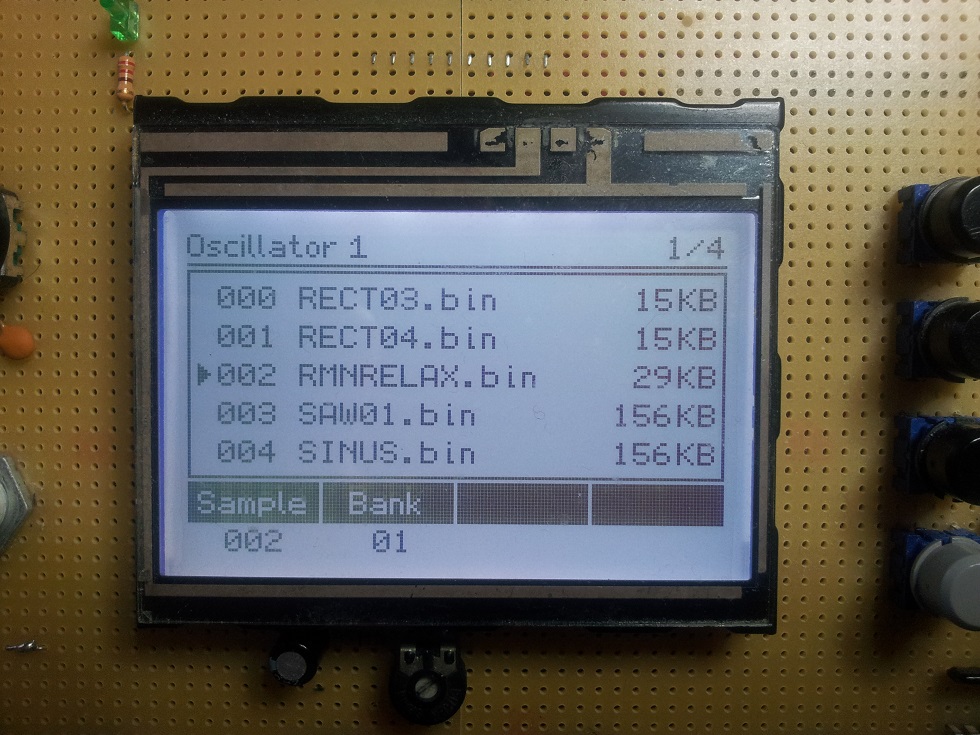 Oscillator 1 1/4
000 RECT03.bin 15KB
001 RECT04.bin 15KB
002 RMNRELAX.bin 29KB
003 SAW01.bin 156KB
004 SINUS.bin 156KB
Sample Bank
002 01